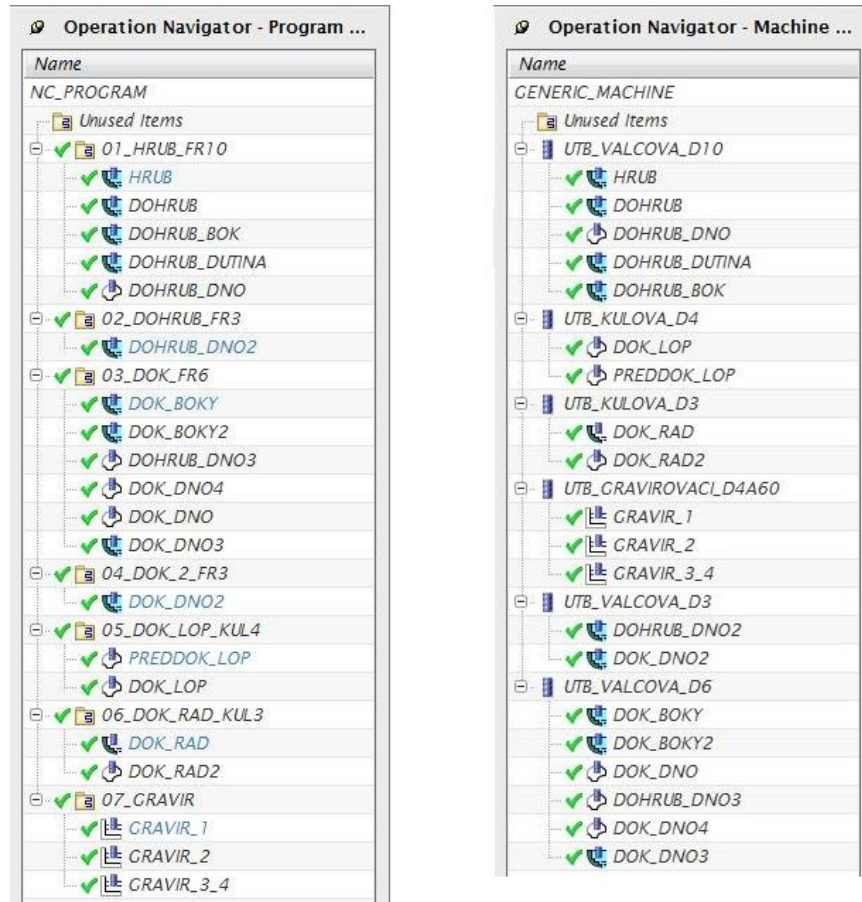 Operation Navigator - Program ...
Name
NC_PROGRAM
Unused Items
01_HRUB_FR10
HRUB
DOHRUB
DOHRUB_BOK
DOHRUB_DUTINA
DOHRUB_DNO
02_DOHRUB_FR3
DOHRUB_DNO2
03_DOK_FR6
DOK_BOKY
DOK_BOKY2
DOHRUB_DNO3
DOK_DNO4
DOK_DNO
DOK_DNO3
04_DOK_2_FR3
DOK_DNO2
05_DOK_LOP_KUL4
PREDDOK_LOP
DOK_LOP
06_DOK_RAD_KUL3
DOK_RAD
DOK_RAD2
07_GRAVIR
GRAVIR_1
GRAVIR_2
GRAVIR_3_4
Operation Navigator - Machine ...
Name
GENERIC_MACHINE
Unused Items
UTB_VALCOVA_D10
HRUB
DOHRUB
DOHRUB_DNO
DOHRUB_DUTINA
DOHRUB_BOK
UTB_KULOVA_D4
DOK_LOP
PREDDOK_LOP
UTB_KULOVA_D3
DOK_RAD
DOK_RAD2
UTB_GRAVIROVACI_D4A60
GRAVIR_1
GRAVIR_2
GRAVIR_3_4
UTB_VALCOVA_D3
DOHRUB_DNO2
DOK_DNO2
UTB_VALCOVA_D6
DOK_BOKY
DOK_BOKY2
DOK_DNO
DOHRUB_DNO3
DOK_DNO4
DOK_DNO3